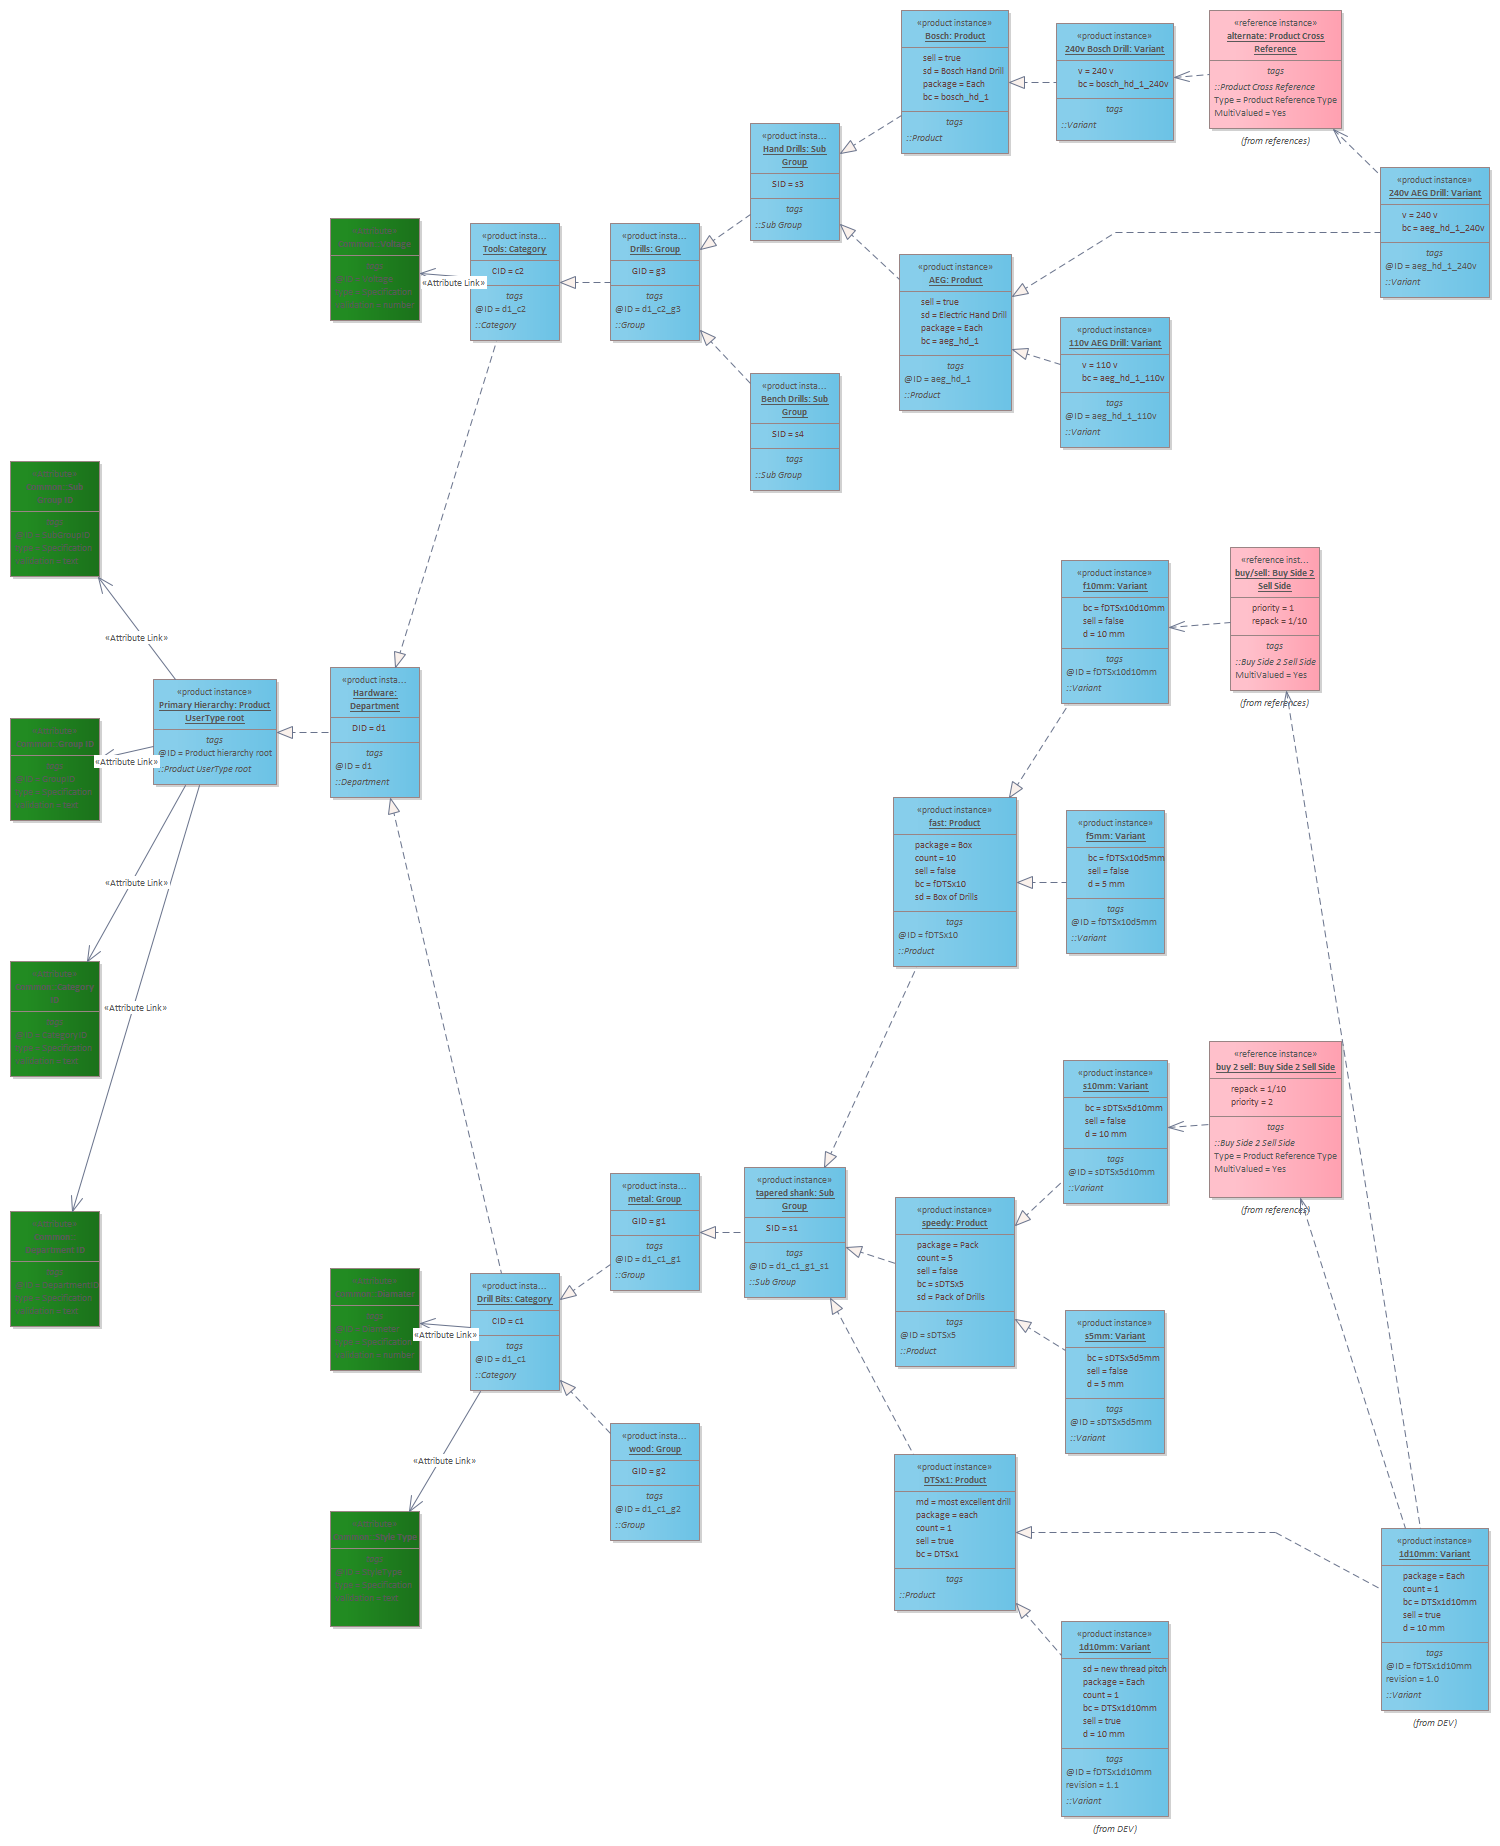 «product instance»
Bosch: Product
sell = true
sd = Bosch Hand Drill
package = Each
bc = bosch_hd_1
tags
::Product
«product instance»
240v Bosch Drill: Variant
v = 240 v
bc = bosch_hd_1_240v
tags
::Variant
«reference instance»
alternate: Product Cross
Reference
tags
::Product Cross Reference
Type = Product Reference Type
MultiValued = Yes
(from references)
«product insta...
Hand Drills: Sub
Group
SID = s3
tags
::Sub Group
«product instance»
240v AEG Drill: Variant
v = 240 v
bc = aeg_hd_1_240v
tags
@ID = aeg_hd_1_240v
::Variant
«product insta...
Tools: Category
CID = c2
tags
@ID = d1_c2
::Category
«Attribute Link»
«product insta...
Drills: Group
GID = g3
tags
@ID = d1_c2_g3
::Group
«product instance»
AEG: Product
sell = true
sd = Electric Hand Drill
package = Each
bc = aeg_hd_1
tags
@ID = aeg_hd_1
::Product
«product instance»
110v AEG Drill: Variant
v = 110 v
bc = aeg_hd_1_110v
tags
@ID = aeg_hd_1_110v
::Variant
«product insta...
Bench Drills: Sub
Group
SID = s4
tags
::Sub Group
«product instance»
f10mm: Variant
bc = fDTSx10d10mm
sell = false
d = 10 mm
tags
@ID = fDTSx10d10mm
::Variant
«reference inst...
buy/sell: Buy Side 2
Sell Side
priority = 1
repack = 1/10
tags
::Buy Side 2 Sell Side
MultiValued = Yes
(from references)
«Attribute Link»
«product instance»
Primary Hierarchy: Product
UserType root
tags
@ID = Product hierarchy root
::Product UserType root
«Attribute Link»
«product insta...
Hardware:
Department
DID = d1
tags
@ID = d1
::Department
«product instance»
fast: Product
package = Box
count = 10
sell = false
bc = fDTSx10
sd = Box of Drills
tags
@ID = fDTSx10
::Product
«product instance»
f5mm: Variant
bc = fDTSx10d5mm
sell = false
d = 5 mm
tags
@ID = fDTSx10d5mm
::Variant
«Attribute Link»
«Attribute Link»
«product instance»
s10mm: Variant
bc = sDTSx5d10mm
sell = false
d = 10 mm
tags
@ID = sDTSx5d10mm
::Variant
«reference instance»
buy 2 sell: Buy Side 2 Sell Side
repack = 1/10
priority = 2
tags
::Buy Side 2 Sell Side
Type = Product Reference Type
MultiValued = Yes
(from references)
«product insta...
metal: Group
GID = g1
tags
@ID = d1_c1_g1
::Group
«product instance»
tapered shank: Sub
Group
SID = s1
tags
@ID = d1_c1_g1_s1
::Sub Group
«product instance»
speedy: Product
package = Pack
count = 5
sell = false
bc = sDTSx5
sd = Pack of Drills
tags
@ID = sDTSx5
::Product
«product insta...
Drill Bits: Category
CID = c1
tags
@ID = d1_c1
::Category
«Attribute Link»
«product instance»
s5mm: Variant
bc = sDTSx5d5mm
sell = false
d = 5 mm
tags
@ID = sDTSx5d5mm
::Variant
«product insta...
wood: Group
GID = g2
tags
@ID = d1_c1_g2
::Group
«Attribute Link»
«product instance»
DTSx1: Product
md = most excellent drill
package = each
count = 1
sell = true
bc = DTSx1
tags
::Product
«product instance»
1d10mm: Variant
package = Each
count = 1
bc = DTSx1d10mm
sell = true
d = 10 mm
tags
@ID = fDTSx1d10mm
revision = 1.0
::Variant
(from DEV)
«product instance»
1d10mm: Variant
sd = new thread pitch
package = Each
count = 1
bc = DTSx1d10mm
sell = true
d = 10 mm
tags
@ID = fDTSx1d10mm
revision = 1.1
::Variant
(from DEV)